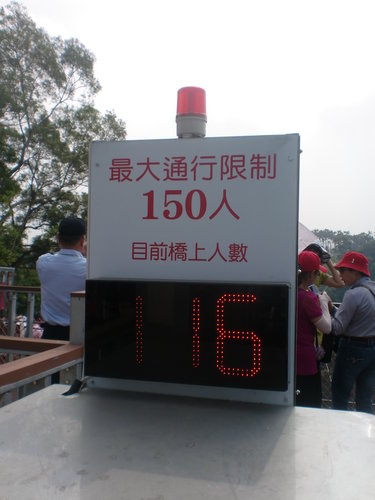 最大通行限制
150人
目前橋上人數
116